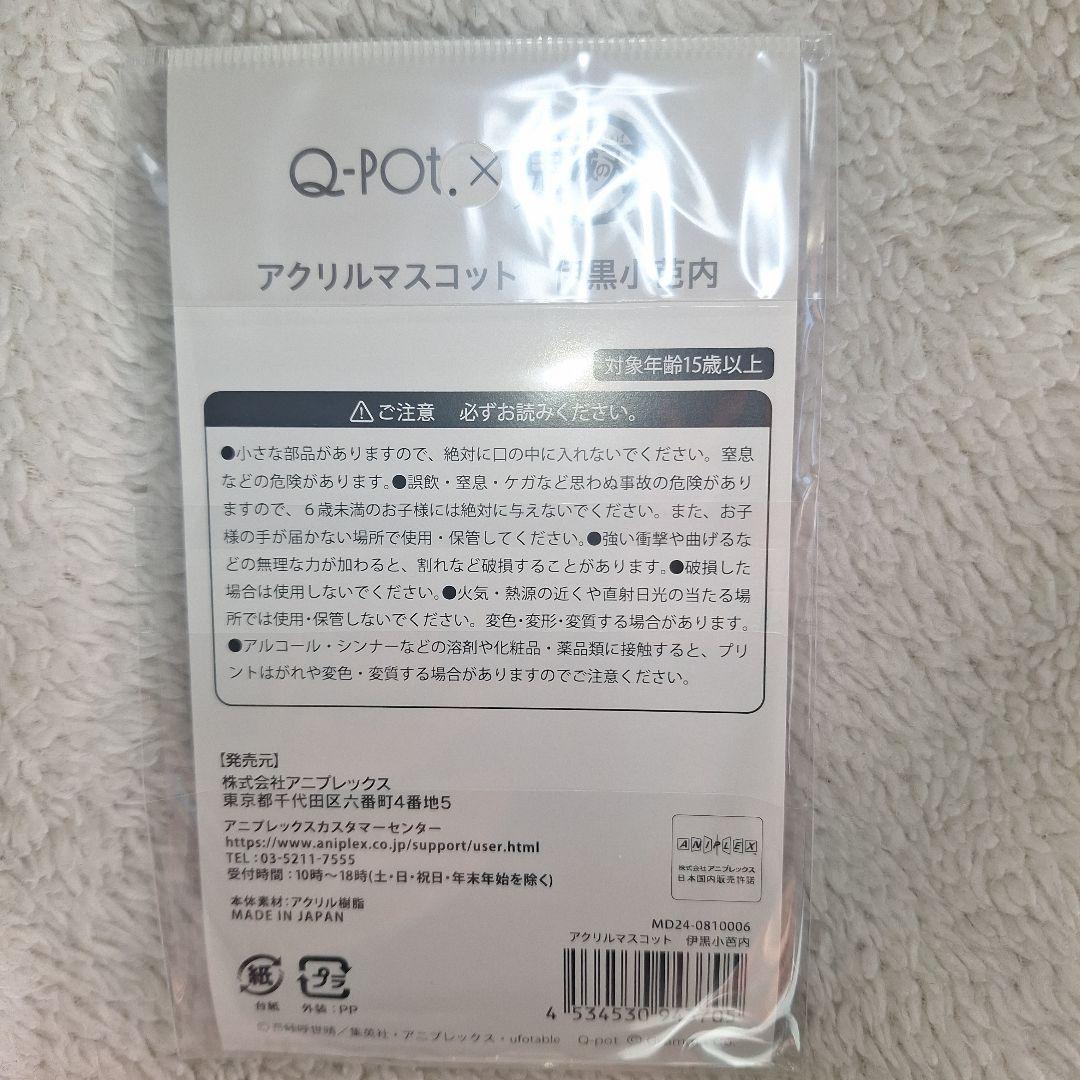 Q-POt. ×
アクリルマスコット 伊黒小芭内
対象年齢15歳以上
ご注意 必ずお読みください。
●小さな部品がありますので、絶対に口の中に入れないでください。窒息
などの危険があります。●誤飲・窒息・ケガなど思わぬ事故の危険があり
ますので、６歳未満のお子様には絶対に与えないでください。また、お子
様の手が届かない場所で使用・保管してください。●強い衝撃や曲げるな
どの無理な力が加わると、割れなど破損することがあります。●破損した
場合は使用しないでください。●火気・熱源の近くや直射日光の当たる場
所では使用・保管しないでください。変色・変形・変質する場合があります。
●アルコール・シンナーなどの溶剤や化粧品・薬品類に接触すると、プリ
ントはがれや変色・変質する場合がありますのでご注意ください。
【発売元】
株式会社アニプレックス
東京都千代田区六番町4番地5
アニプレックスカスタマーセンター
https://www.aniplex.co.jp/support/user.html
TEL：03-5211-7555
受付時間：10時～18時(土・日・祝日・年末年始を除く)
本体素材：アクリル樹脂
MADE IN JAPAN
ANIPLEX
株式会社アニプレックス
日本国内販売許諾
MD24-0810006
アクリルマスコット 伊黒小芭内
4 534530
紙
台紙
プラ
外装：PP
©吾峠呼世晴／集英社・アニプレックス・ufotable Q-pot